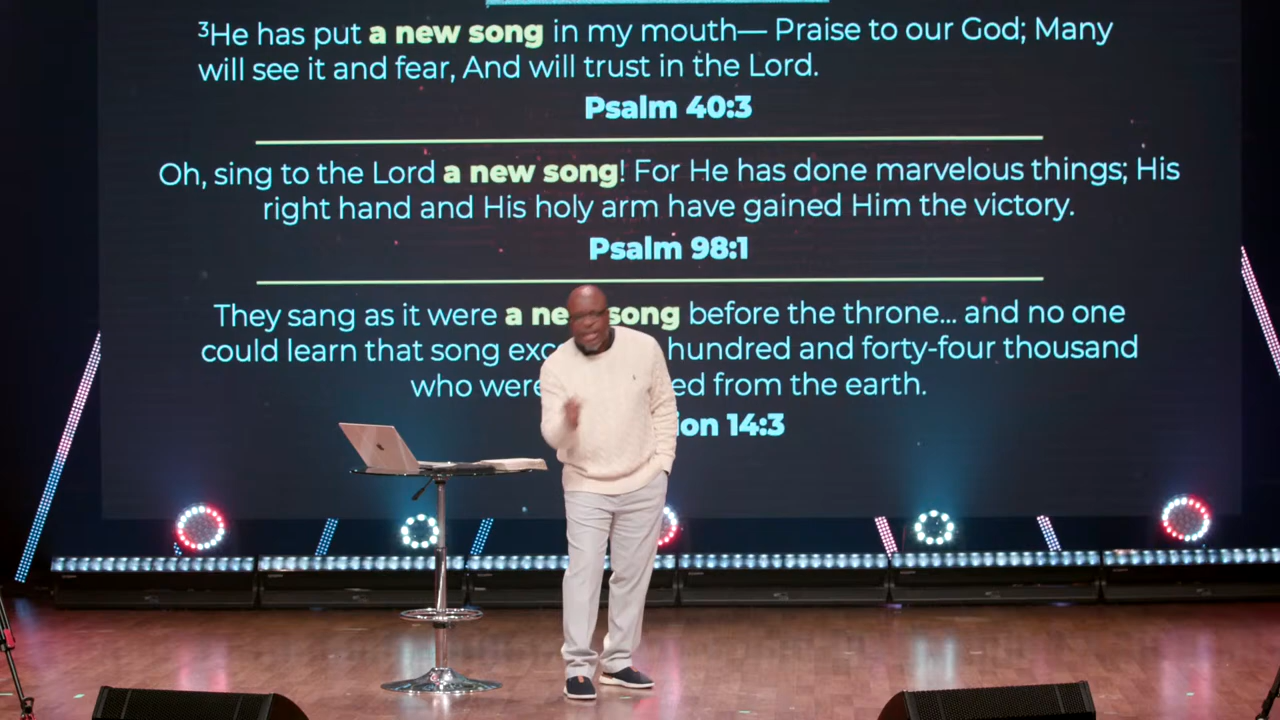 ³He has put a new song in my mouth— Praise to our God; Many
will see it and fear, And will trust in the Lord.
Psalm 40:3
Oh, sing to the Lord a new song! For He has done marvelous things; His
right hand and His holy arm have gained Him the victory.
Psalm 98:1
They sang as it were a new song before the throne... and no one
could learn that song hundred and forty-four thousand
who were from the earth.
14:3